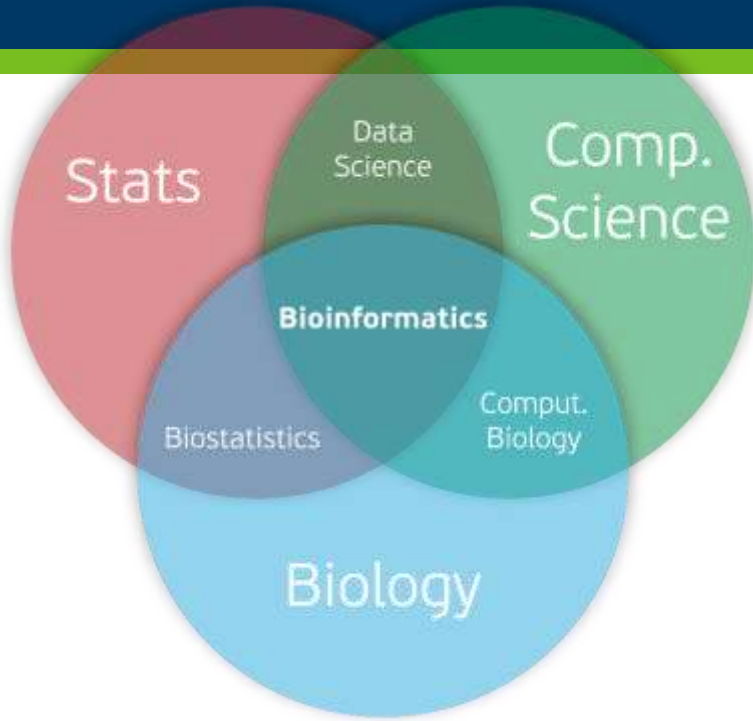 Stats
Data
Science
Comp.
Science
Bioinformatics
Biostatistics
Comput.
Biology
Biology